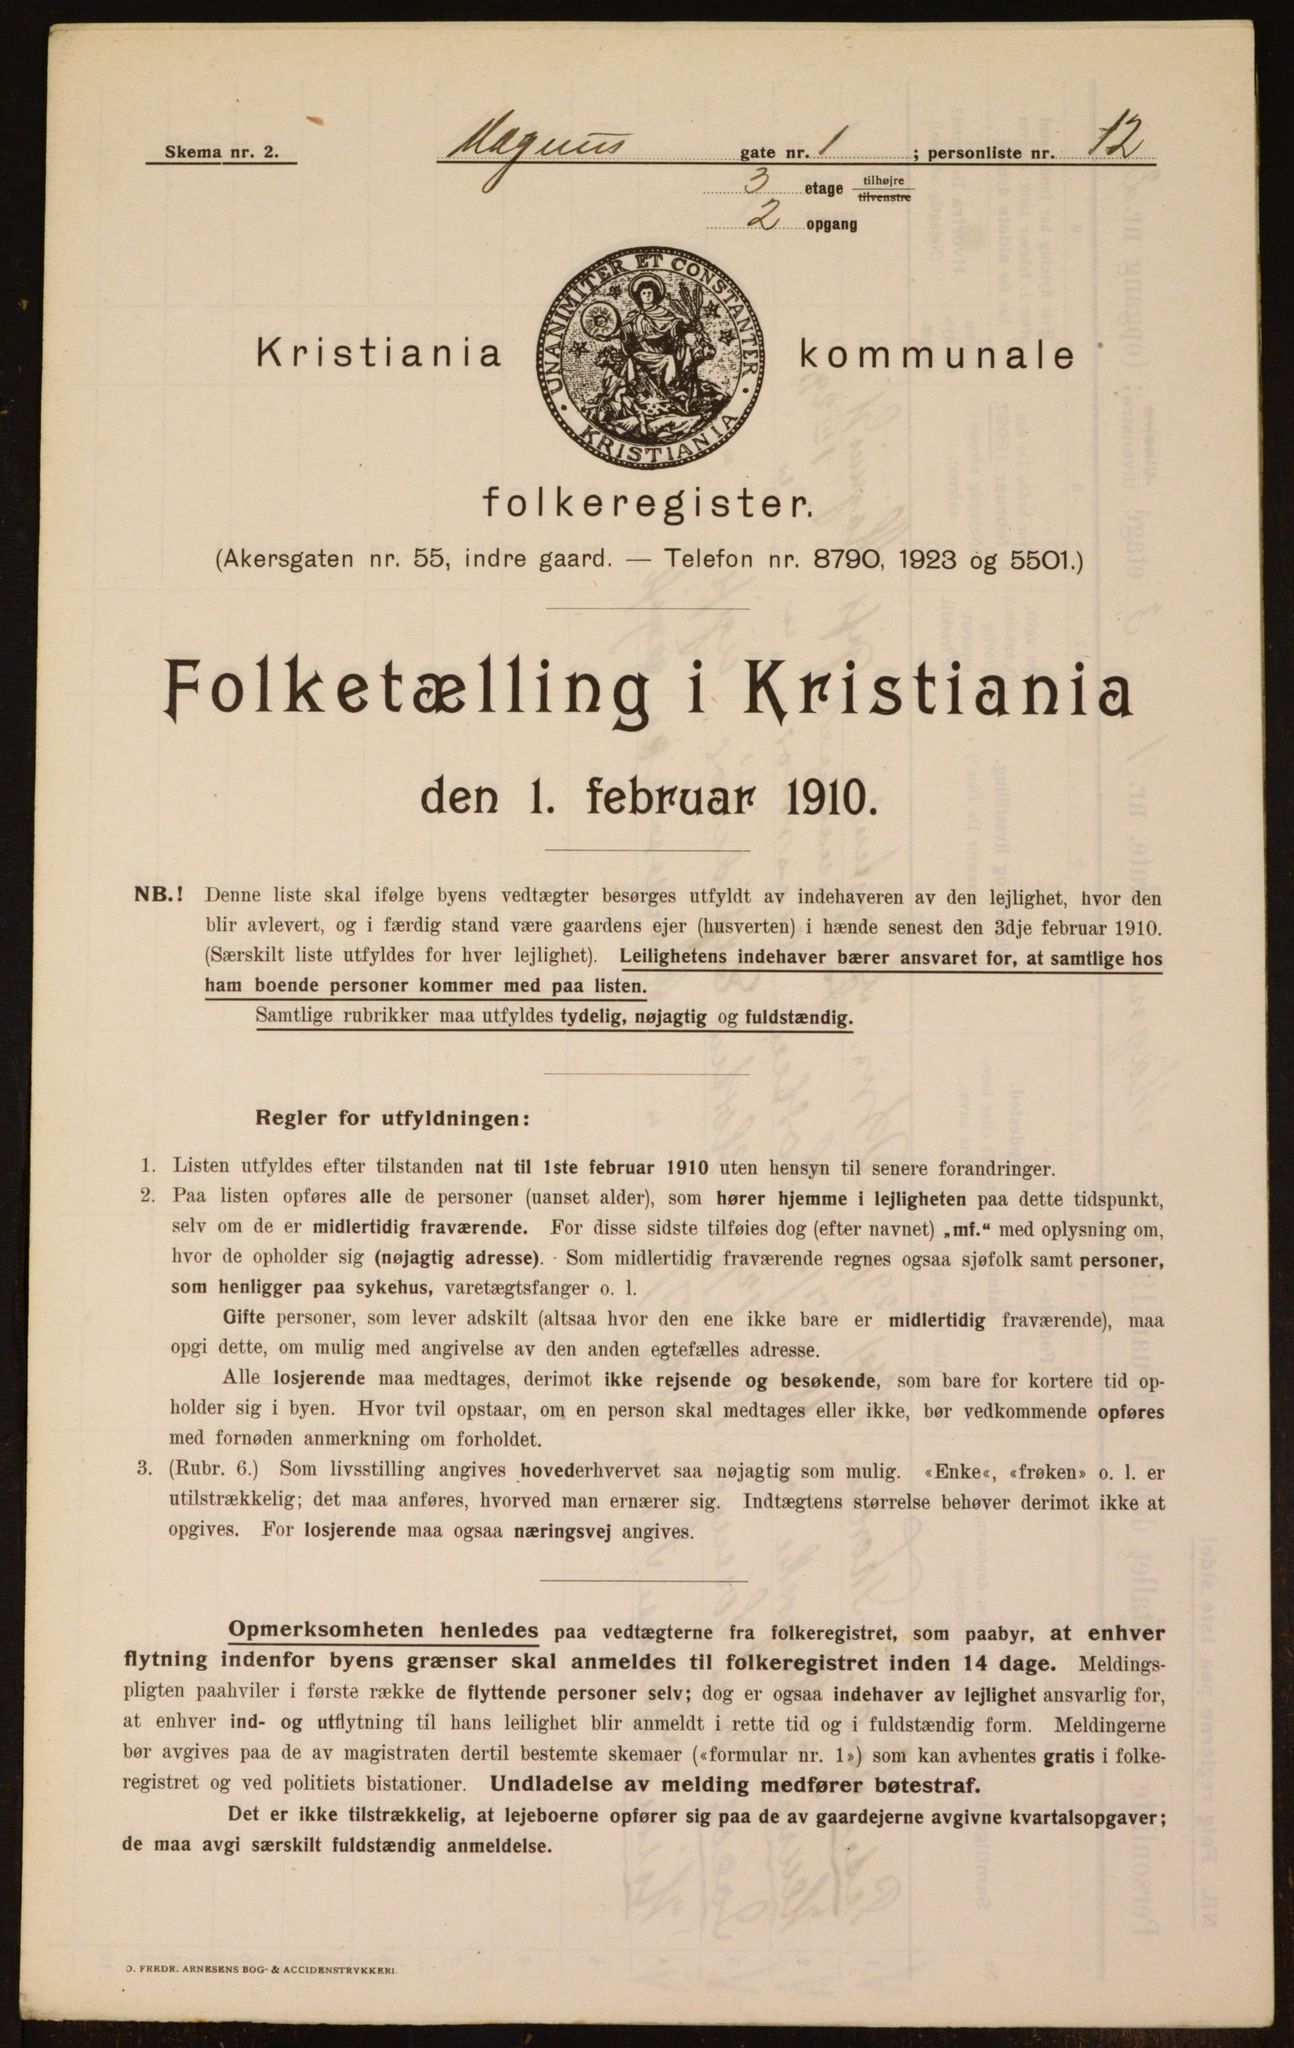 Skema nr. 2. Magnus gate nr. 1 ; personliste nr. 12
3 etage tilhøjre
tilvenstre
2 opgang
UNANIMITER ET CONSTANTER
KRISTIANIA
Kristiania kommunale
folkeregister.
(Akersgaten nr. 55, indre gaard. — Telefon nr. 8790, 1923 og 5501.)
Folketælling i Kristiania
den 1. februar 1910.
NB.! Denne liste skal ifølge byens vedtægter besørges utfyldt av indehaveren av den lejlighet, hvor den
blir avlevert, og i færdig stand være gaardens ejer (husverten) i hænde senest den 3dje februar 1910.
(Særskilt liste utfyldes for hver lejlighet). Leilighetens indehaver bærer ansvaret for, at samtlige hos
ham boende personer kommer med paa listen.
Samtlige rubrikker maa utfyldes tydelig, nøjagtig og fuldstændig.
Regler for utfyldningen:
1. Listen utfyldes efter tilstanden nat til 1ste februar 1910 uten hensyn til senere forandringer.
2. Paa listen opføres alle de personer (uanset alder), som hører hjemme i lejligheten paa dette tidspunkt,
selv om de er midlertidig fraværende. For disse sidste tilføies dog (efter navnet) „mf.“ med oplysning om,
hvor de opholder sig (nøjagtig adresse). Som midlertidig fraværende regnes ogsaa sjøfolk samt personer,
som henligger paa sykehus, varetægtsfanger o. l.
Gifte personer, som lever adskilt (altsaa hvor den ene ikke bare er midlertidig fraværende), maa
opgi dette, om mulig med angivelse av den anden egtefælles adresse.
Alle losjerende maa medtages, derimot ikke rejsende og besøkende, som bare for kortere tid op-
holder sig i byen. Hvor tvil opstaar, om en person skal medtages eller ikke, bør vedkommende opføres
med fornøden anmerkning om forholdet.
3. (Rubr. 6.) Som livsstilling angives hovederhvervet saa nøjagtig som mulig. «Enke«, «frøken» o. l. er
utilstrækkelig; det maa anføres, hvorved man ernærer sig. Indtægtens størrelse behøver derimot ikke at
opgives. For losjerende maa ogsaa næringsvej angives.
Opmerksomheten henledes paa vedtægterne fra folkeregistret, som paabyr, at enhver
flytning indenfor byens grænser skal anmeldes til folkeregistret inden 14 dage. Meldings-
pligten paahviler i første række de flyttende personer selv; dog er ogsaa indehaver av lejlighet ansvarlig for,
at enhver ind- og utflytning til hans leilighet blir anmeldt i rette tid og i fuldstændig form. Meldingerne
bør avgives paa de av magistraten dertil bestemte skemaer («formular nr. 1») som kan avhentes gratis i folke-
registret og ved politiets bistationer. Undladelse av melding medfører bøtestraf.
Det er ikke tilstrækkelig, at lejeboerne opfører sig paa de av gaardejerne avgivne kvartalsopgaver;
de maa avgi særskilt fuldstændig anmeldelse.
O. FREDR. ARNESENS BOG- & ACCIDENSTRYKKERI